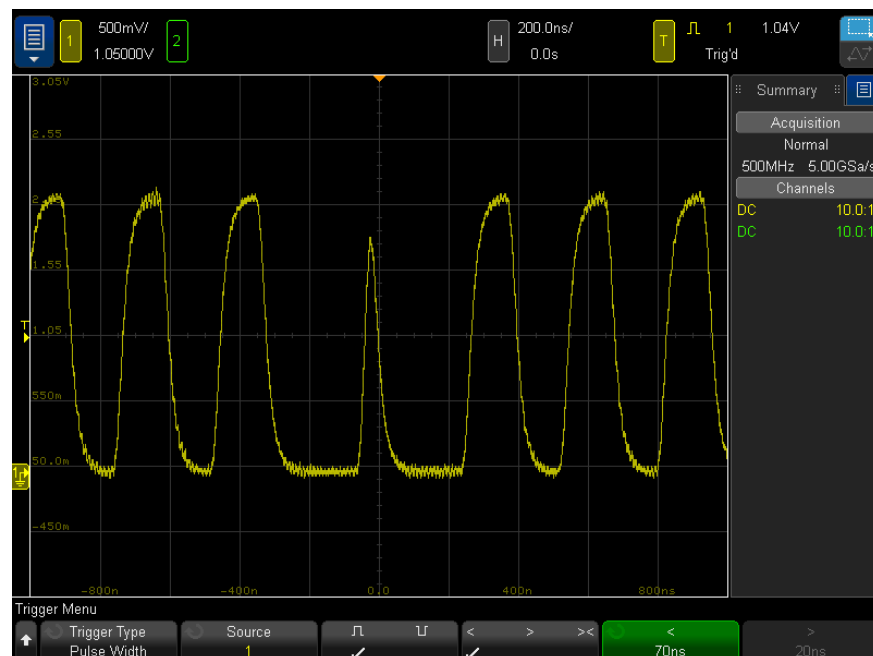 1 500mV/ 2 H 200.0ns/ T 1 1.04V
1.05000V 0.0s Trig'd
3.05V
Summary
Acquisition
2.55
Normal
500MHz 5.00GSa/s
Channels
DC 10.0:1
DC 10.0:1
1.55
T
1.05
550m
50.0m
1
-450m
-800n -400n 0.0 400n 800ns
Trigger Menu
Trigger Type Source < > >< < >
Pulse Width 1 70ns 20ns